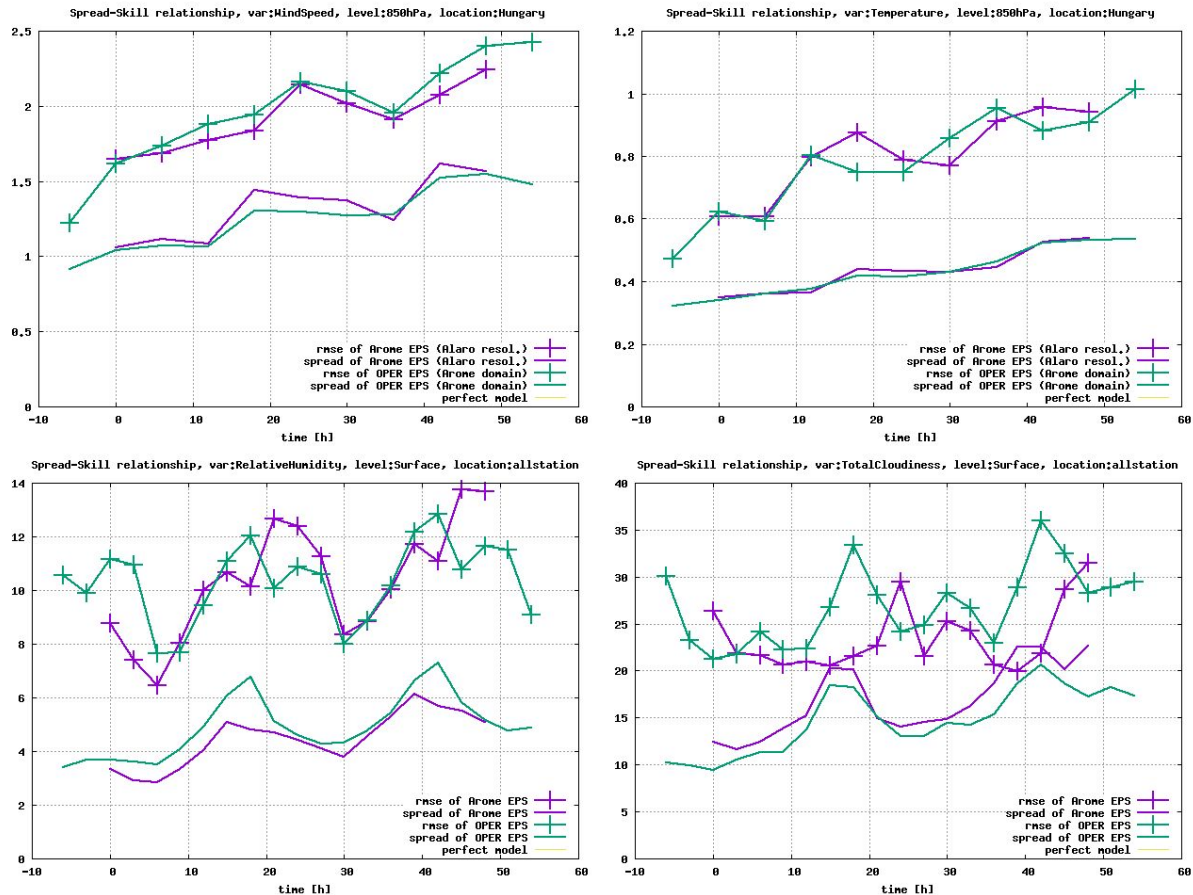 Spread-Skill relationship, var:WindSpeed, level:850hPa, location:Hungary
2.5
2
1.5
1
0.5
0
rmse of Arome EPS (Alaro resol.)
spread of Arome EPS (Alaro resol.)
rmse of OPER EPS (Arome domain)
spread of OPER EPS (Arome domain)
perfect model
-10 0 10 20 30 40 50 60
time [h]
Spread-Skill relationship, var:Temperature, level:850hPa, location:Hungary
1.2
1
0.8
0.6
0.4
0.2
0
rmse of Arome EPS (Alaro resol.)
spread of Arome EPS (Alaro resol.)
rmse of OPER EPS (Arome domain)
spread of OPER EPS (Arome domain)
perfect model
-10 0 10 20 30 40 50 60
time [h]
Spread-Skill relationship, var:RelativeHumidity, level:Surface, location:allstation
14
12
10
8
6
4
2
0
rmse of Arome EPS
spread of Arome EPS
rmse of OPER EPS
spread of OPER EPS
perfect model
-10 0 10 20 30 40 50 60
time [h]
Spread-Skill relationship, var:TotalCloudiness, level:Surface, location:allstation
40
35
30
25
20
15
10
5
0
rmse of Arome EPS
spread of Arome EPS
rmse of OPER EPS
spread of OPER EPS
perfect model
-10 0 10 20 30 40 50 60
time [h]